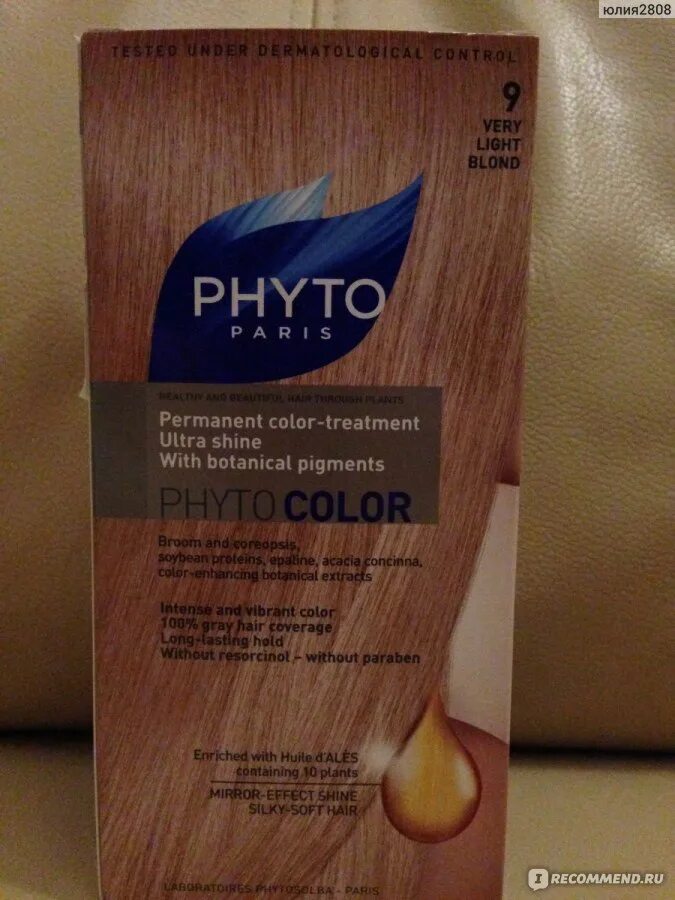 юлия2808
TESTED UNDER DERMATOLOGICAL CONTROL
9
VERY
LIGHT
BLOND
PHYTO
PARIS
HEALTHY AND BEAUTIFUL HAIR THROUGH PLANTS
Permanent color-treatment
Ultra shine
With botanical pigments
PHYTO COLOR
Broom and coreopsis,
soybean proteins, epaline, acacia concinna,
color-enhancing botanical extracts
Intense and vibrant color
100% gray hair coverage
Long-lasting hold
Without resorcinol – without paraben
Enriched with Huile d'ALÈS
containing 10 plants
MIRROR-EFFECT SHINE
SILKY-SOFT HAIR
LABORATOIRES PHYTOSOLBA - PARIS
IRECOMMEND.RU